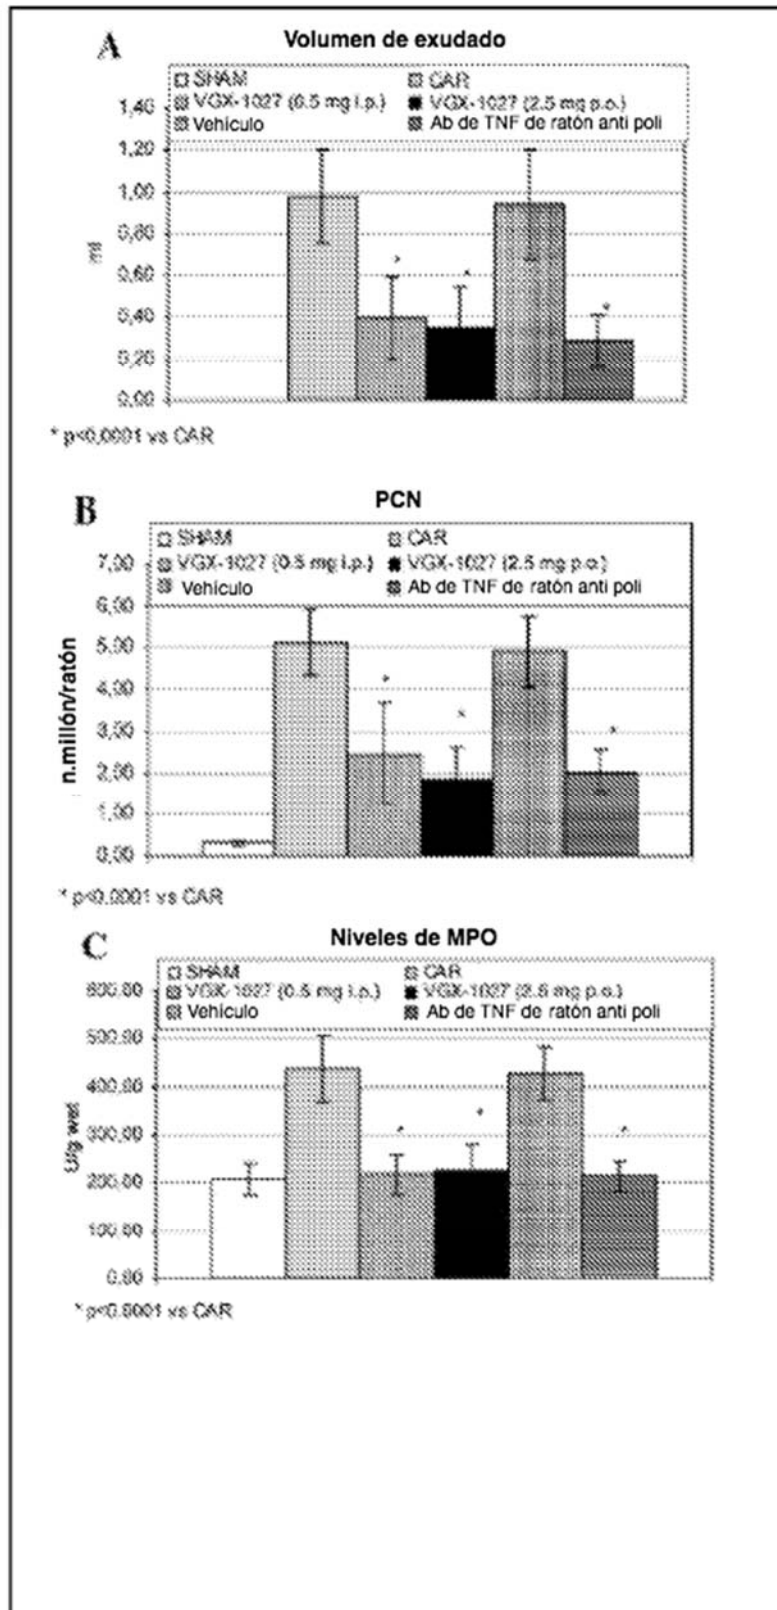 A
Volumen de exudado
SHAM CAR
VGX-1027 (0.5 mg i.p.) VGX-1027 (2.5 mg p.o.)
Vehículo Ab de TNF de ratón anti poli
1,40
1,20
1,00
0,80
0,60
0,40
0,20
0,00
ml
* * *
* p<0,0001 vs CAR
B
PCN
SHAM CAR
VGX-1027 (0.5 mg i.p.) VGX-1027 (2.5 mg p.o.)
Vehículo Ab de TNF de ratón anti poli
7,00
6,00
5,00
4,00
3,00
2,00
1,00
0,00
n.millón/ratón
* * *
* p<0.0001 vs CAR
C
Niveles de MPO
SHAM CAR
VGX-1027 (0.5 mg i.p.) VGX-1027 (2.5 mg p.o.)
Vehículo Ab de TNF de ratón anti poli
600,00
500,00
400,00
300,00
200,00
100,00
0,00
U/g wet
* * *
* p<0.0001 vs CAR